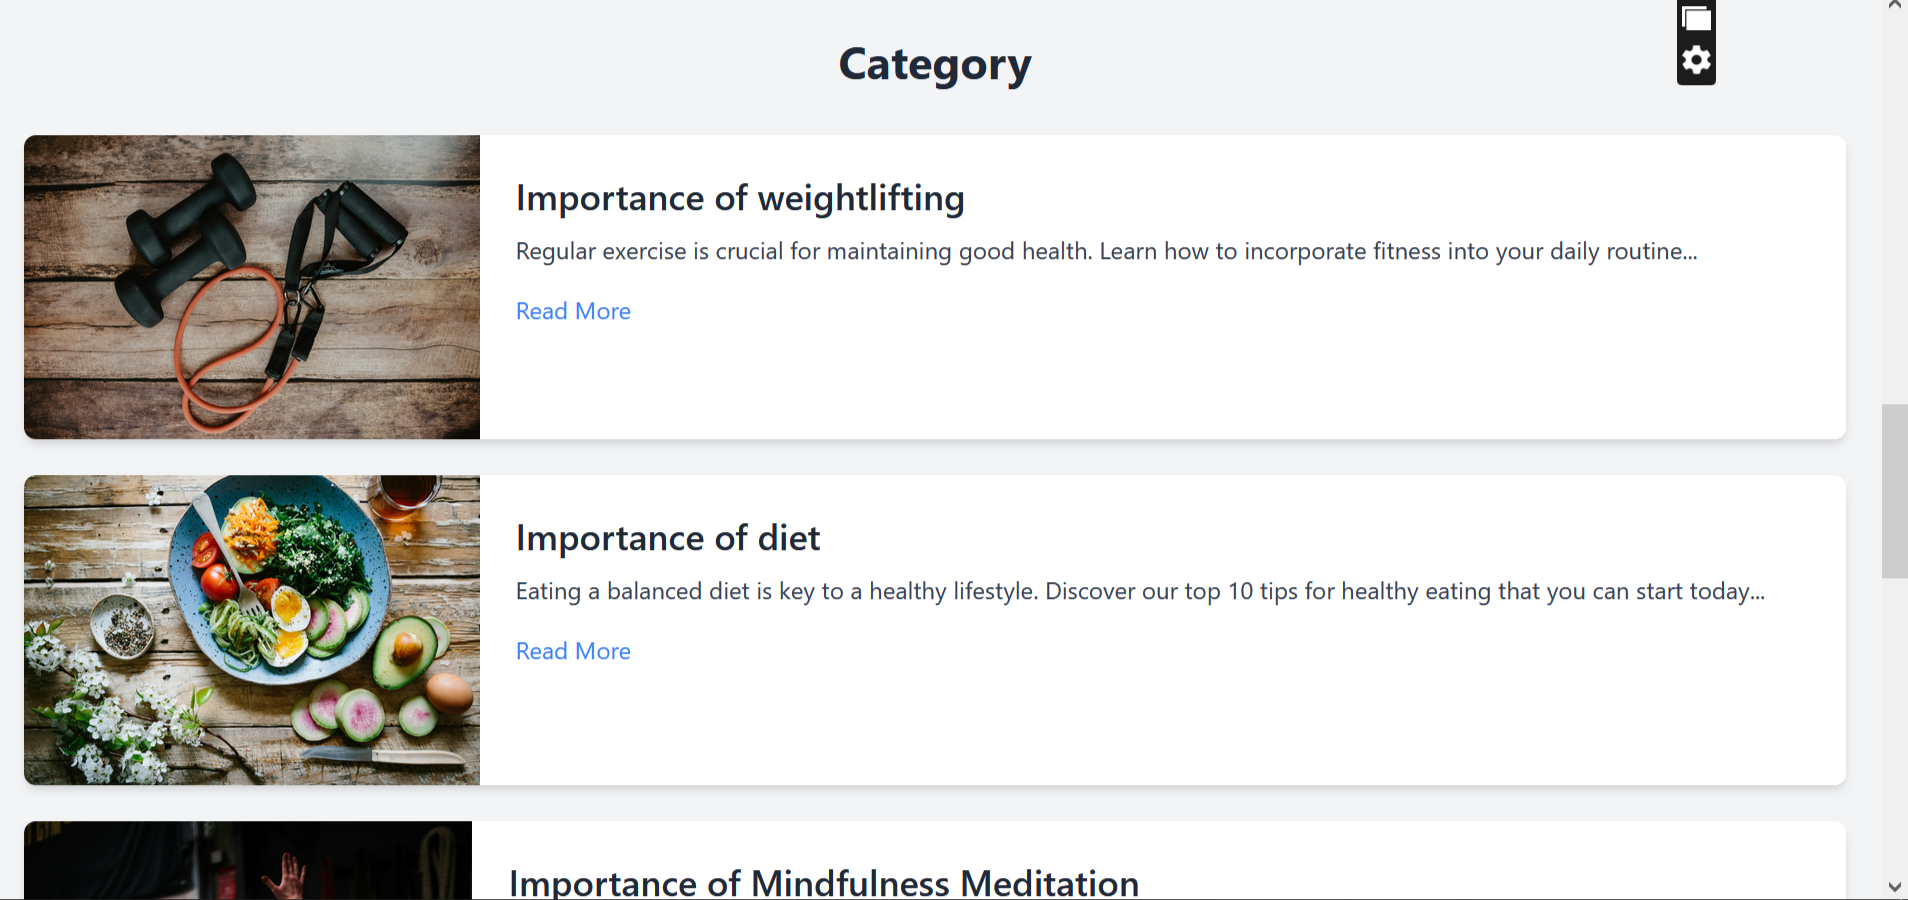 Category
Importance of weightlifting
Regular exercise is crucial for maintaining good health. Learn how to incorporate fitness into your daily routine...
Read More
Importance of diet
Eating a balanced diet is key to a healthy lifestyle. Discover our top 10 tips for healthy eating that you can start today...
Read More
Importance of Mindfulness Meditation